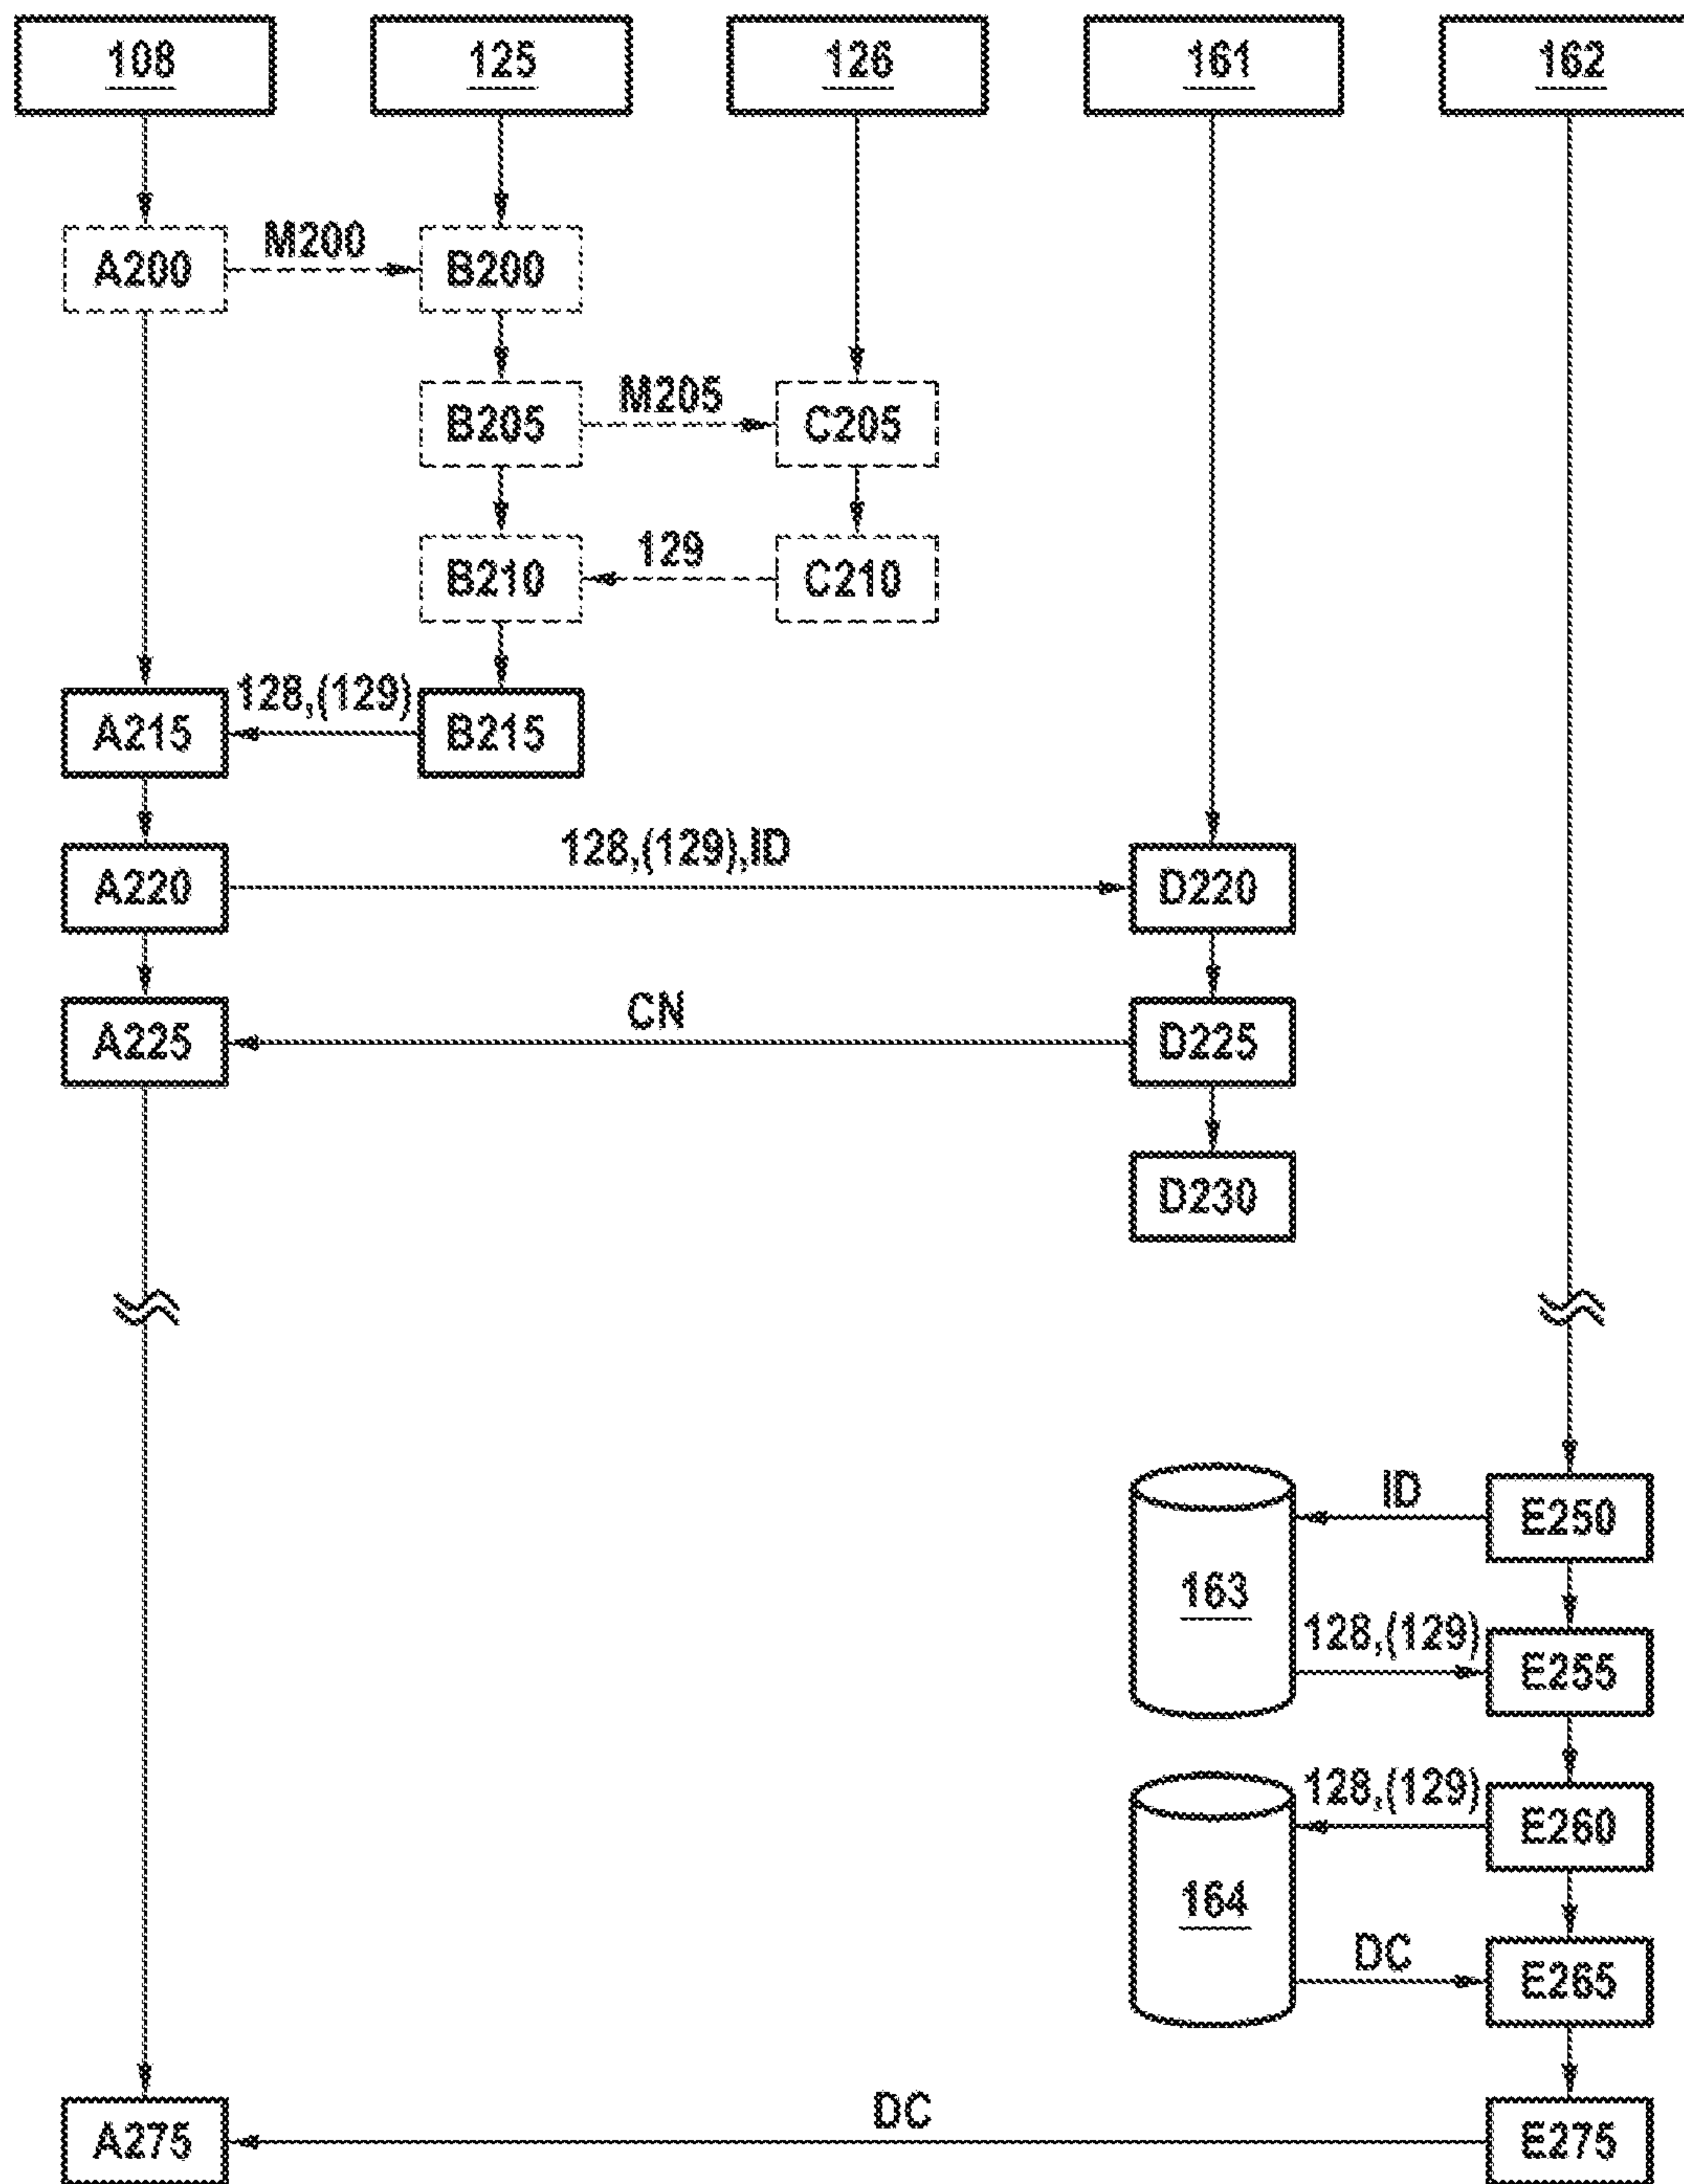 108 125 126 161 162
M200
A200 B200
M205
B205 C205
129
B210 C210
128,(129)
A215 B215
128,(129),ID
A220 D220
CN
A225 D225
D230
ID
E250
163
128,(129)
E255
128,(129)
E260
164
DC
E265
DC
A275 E275